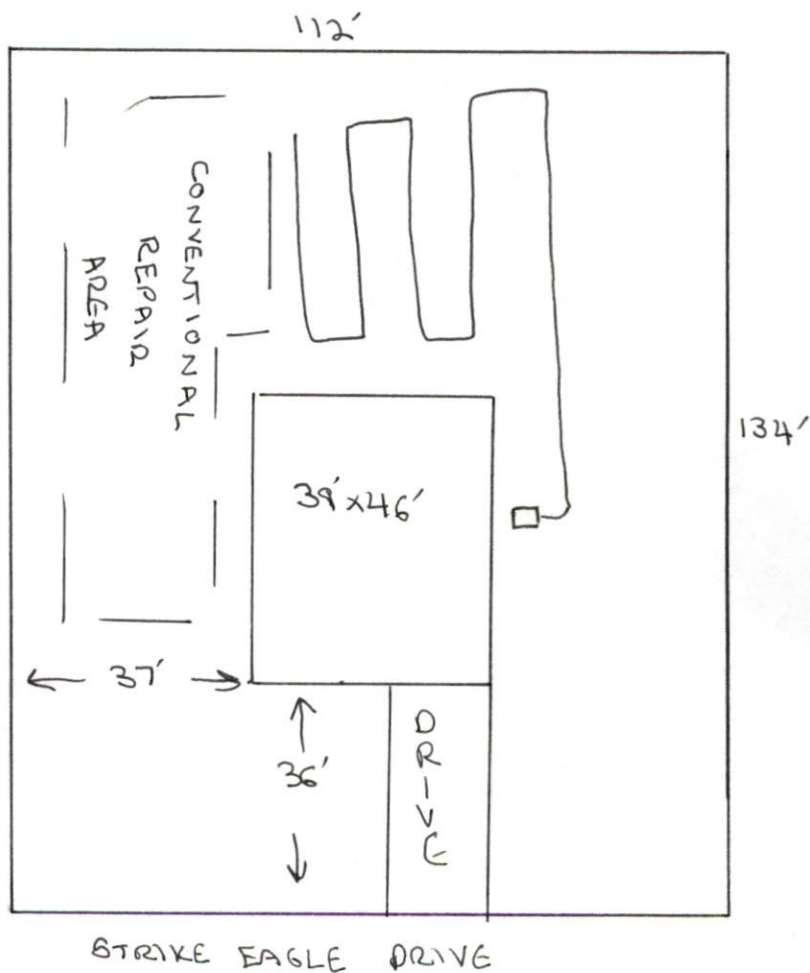 112'
CONVENTIONAL
REPAIR
AREA
134'
39'x46'
37'
36'
DRIVE
STRIKE EAGLE DRIVE